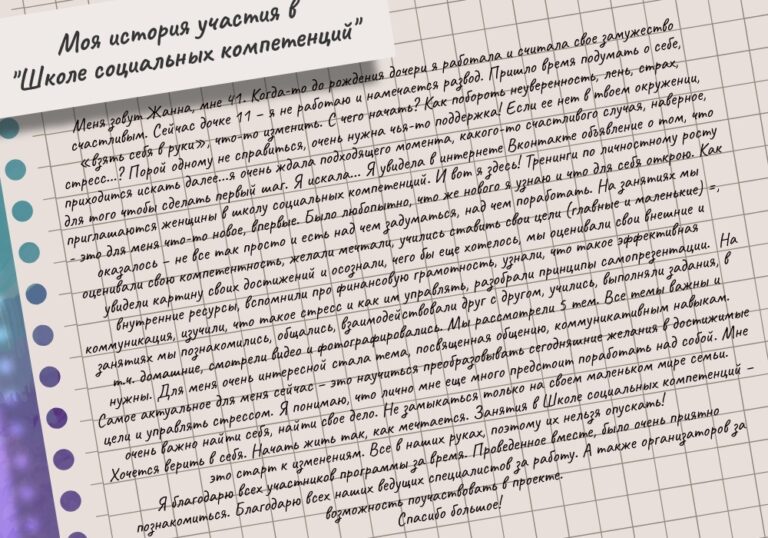 Моя история участия в
"Школе социальных компетенций"
Меня зовут Жанна, мне 41. Когда-то до рождения дочери я работала и считала свое замужество
счастливым. Сейчас дочке 11 – я не работаю и намечается развод. Пришло время подумать о себе,
«взять себя в руки», что-то изменить. С чего начать? Как побороть неуверенность, лень, страх,
стресс...? Порой одному не справиться, очень нужна чья-то поддержка! Если ее нет в твоем окружении,
приходится искать далее...я очень ждала подходящего момента, какого-то счастливого случая, наверное,
для того чтобы сделать первый шаг. Я искала... Я увидела в интернете Вконтакте объявление о том, что
приглашаются женщины в школу социальных компетенций. И вот я здесь! Тренинги по личностному росту
- это для меня что-то новое, впервые. Было любопытно, что же нового я узнаю и что для себя открою. Как
оказалось – не все так просто и есть над чем задуматься, над чем поработать. На занятиях мы
оценивали свою компетентность, желали мечтали, учились ставить свои цели (главные и маленькие) =,
увидели картину своих достижений и осознали, чего бы еще хотелось, мы оценивали свои внешние и
внутренние ресурсы, вспомнили про финансовую грамотность, узнали, что такое эффективная
коммуникация, изучили, что такое стресс и как им управлять, разобрали принципы самопрезентации. На
занятиях мы познакомились, общались, взаимодействовали друг с другом, учились, выполняли задания, в
т.ч. домашние, смотрели видео и фотографировались. Мы рассмотрели 5 тем. Все темы важны и
нужны. Для меня очень интересной стала тема, посвященная общению, коммуникативным навыкам.
Самое актуальное для меня сейчас – это научиться преобразовывать сегодняшние желания в достижимые
цели и управлять стрессом. Я понимаю, что лично мне еще много предстоит поработать над собой. Мне
очень важно найти себя, найти свое дело. Не замыкаться только на своем маленьком мире семьи.
Хочется верить в себя. Начать жить так, как мечтается. Занятия в Школе социальных компетенций –
это старт к изменениям. Все в наших руках, поэтому их нельзя опускать!
Я благодарю всех участников программы за время. Проведенное вместе, было очень приятно
познакомиться. Благодарю всех наших ведущих специалистов за работу. А также организаторов за
возможность поучаствовать в проекте.
Спасибо большое!